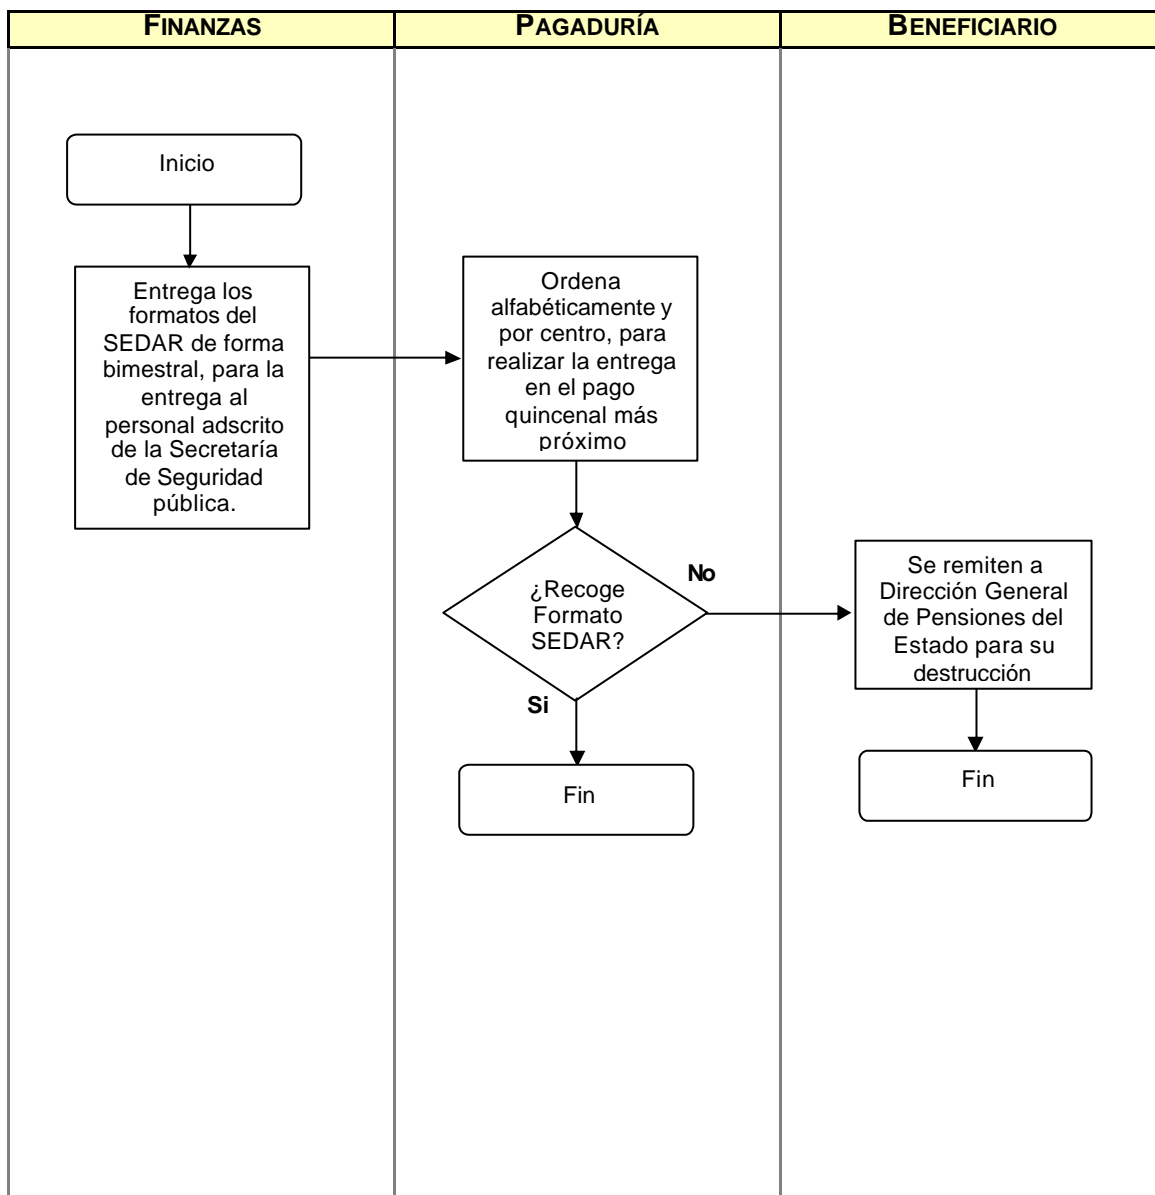 FINANZAS
PAGADURÍA
BENEFICIARIO
Inicio
Entrega los
formatos del
SEDAR de forma
bimestral, para la
entrega al
personal adscrito
de la Secretaría
de Seguridad
pública.
Ordena
alfabéticamente y
por centro, para
realizar la entrega
en el pago
quincenal más
próximo
¿Recoge
Formato
SEDAR?
No
Si
Se remiten a
Dirección General
de Pensiones del
Estado para su
destrucción
Fin
Fin